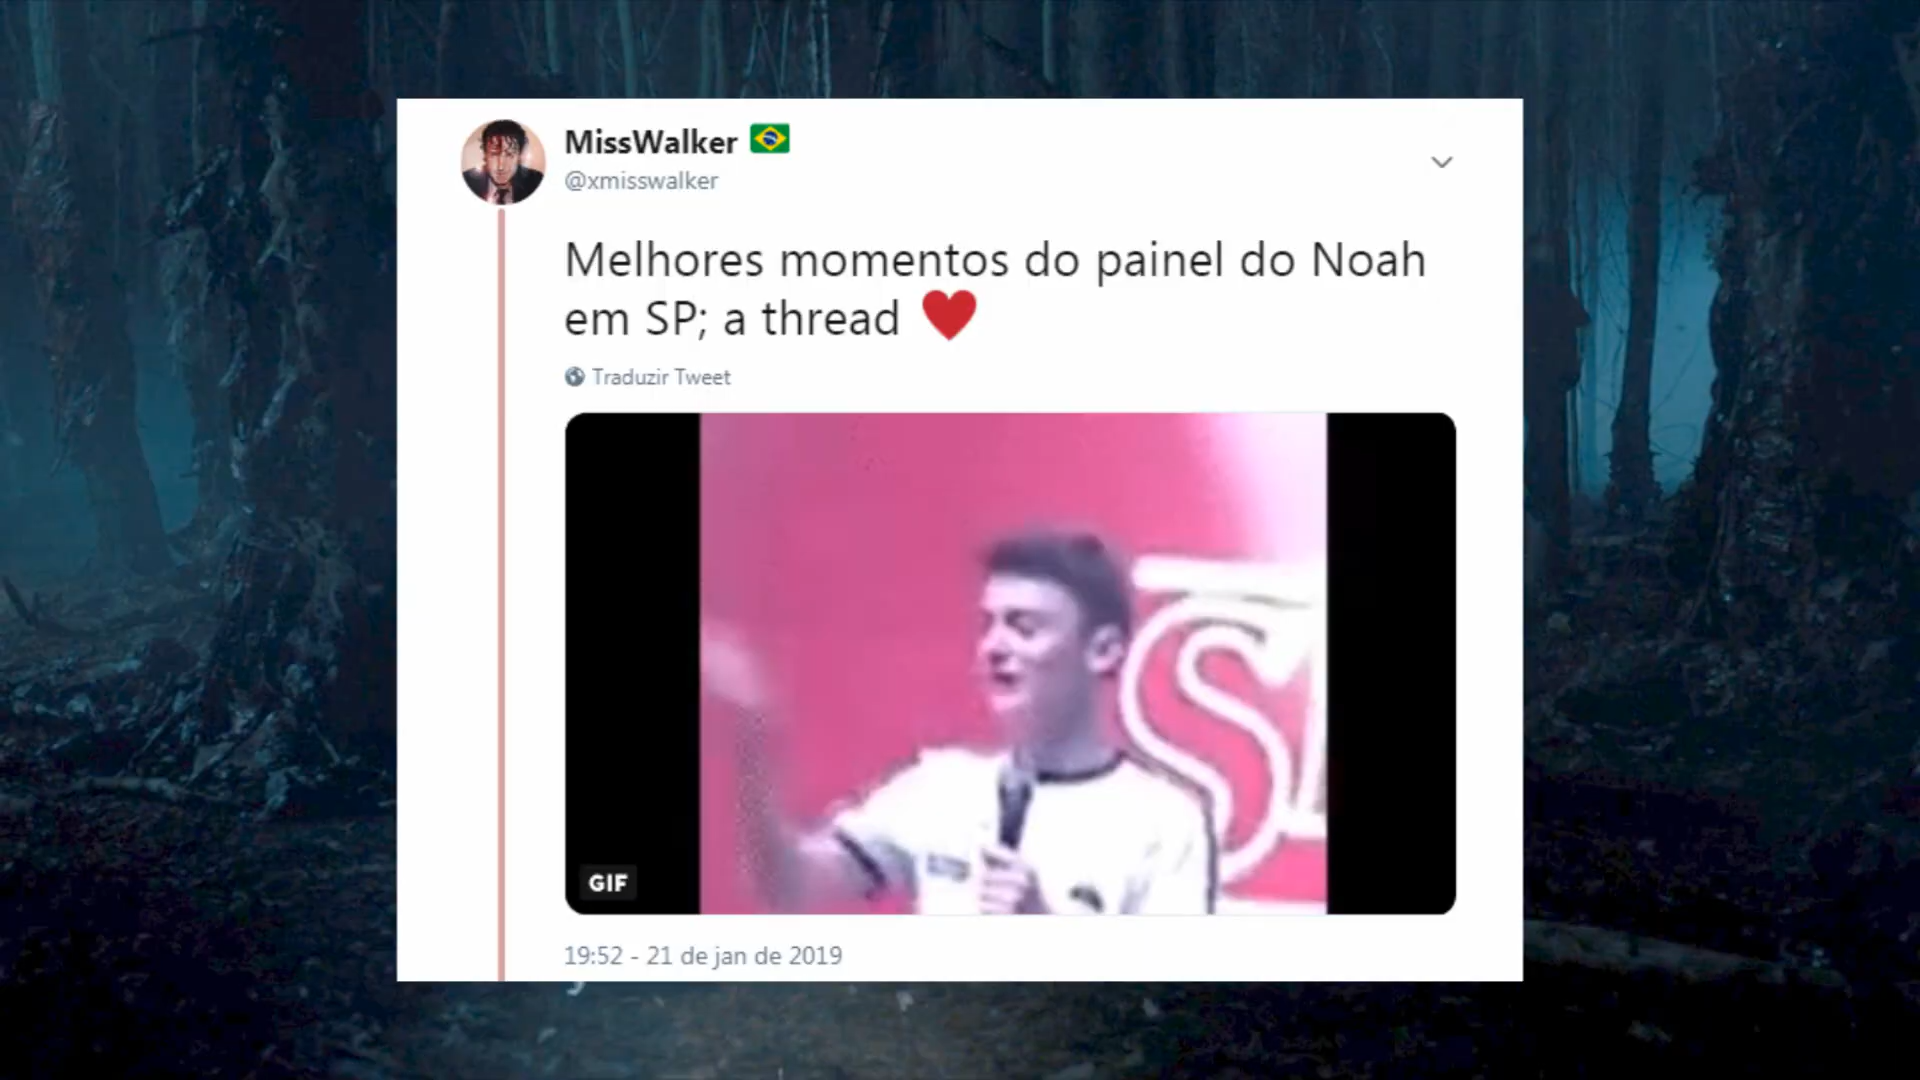 MissWalker
@xmisswalker
Melhores momentos do painel do Noah
em SP; a thread
Traduzir Tweet
GIF
19:52 - 21 de jan de 2019